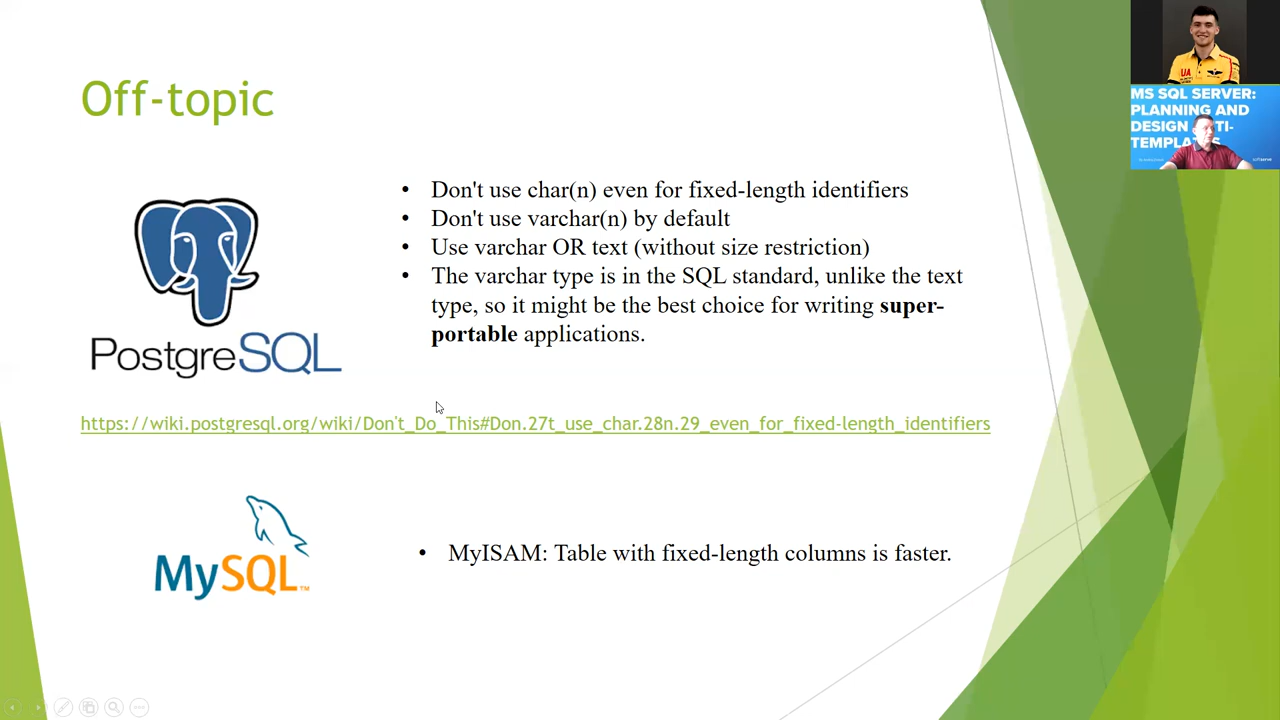 Off-topic
• Don't use char(n) even for fixed-length identifiers
• Don't use varchar(n) by default
• Use varchar OR text (without size restriction)
• The varchar type is in the SQL standard, unlike the text
type, so it might be the best choice for writing super-
portable applications.
PostgreSQL
https://wiki.postgresql.org/wiki/Don't_Do_This#Don.27t_use_char.28n.29_even_for_fixed-length_identifiers
MySQL™
• MyISAM: Table with fixed-length columns is faster.
UA
MS SQL SERVER:
PLANNING AND
DESIGN TI-
TEMPLA S